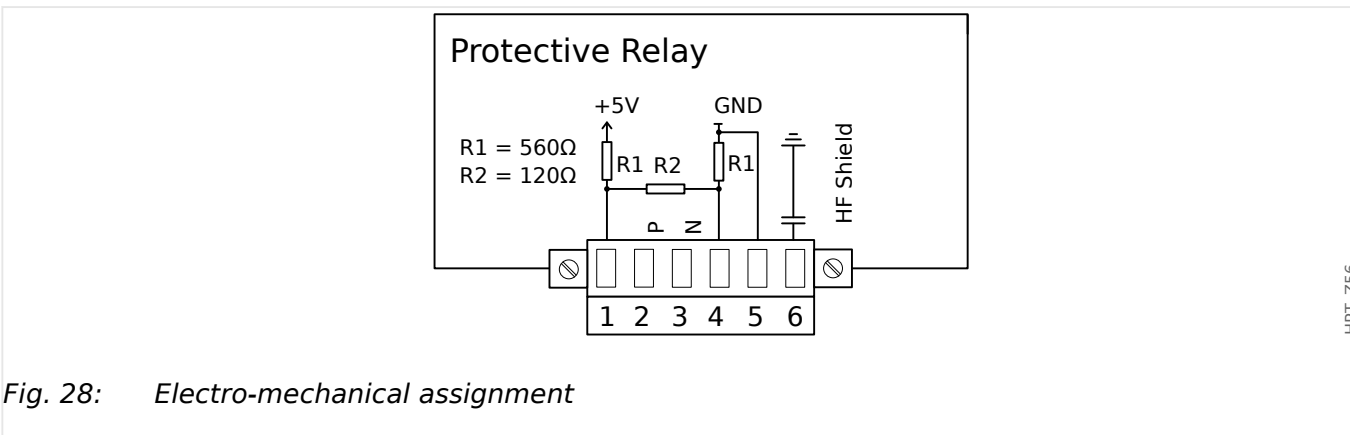 Protective Relay
+5V GND
R1 = 560Ω
R2 = 120Ω
R1 R2 R1
HF Shield
P N
1 2 3 4 5 6
Fig. 28: Electro-mechanical assignment